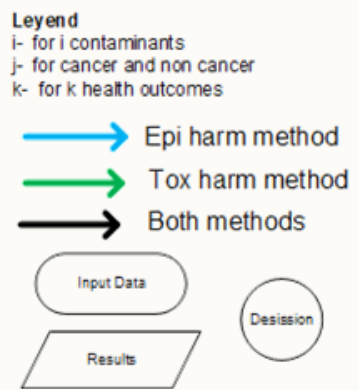 Leyend
i- for i contaminants
j- for cancer and non cancer
k- for k health outcomes
Epi harm method
Tox harm method
Both methods
Input Data
Desission
Results